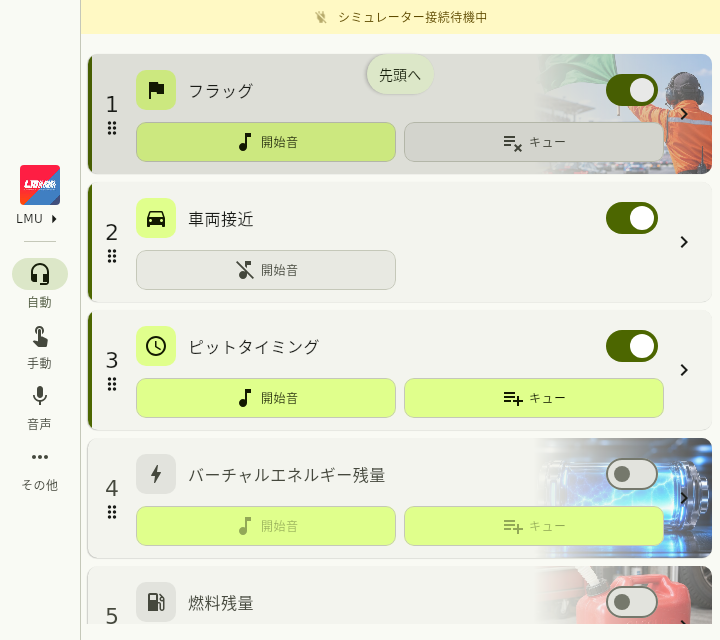 シミュレーター接続待機中
先頭へ
1
フラッグ
開始音
キュー
2
車両接近
開始音
LMU
自動
手動
音声
その他
3
ピットタイミング
開始音
キュー
4
バーチャルエネルギー残量
開始音
キュー
5
燃料残量